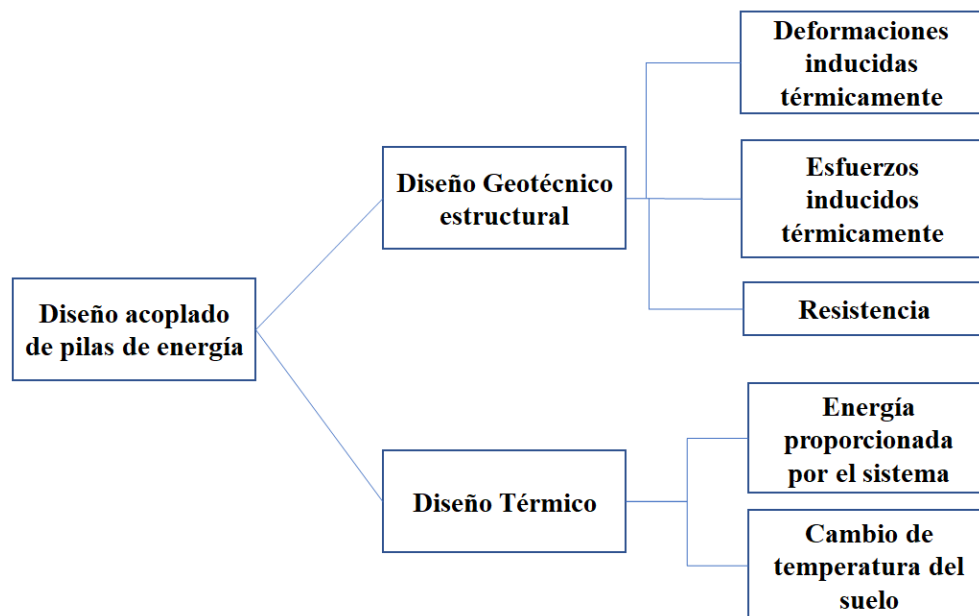 Diseño acoplado
de pilas de energía
Diseño Geotécnico
estructural
Deformaciones
inducidas
térmicamente
Esfuerzos
inducidos
térmicamente
Resistencia
Diseño Térmico
Energía
proporcionada
por el sistema
Cambio de
temperatura del
suelo